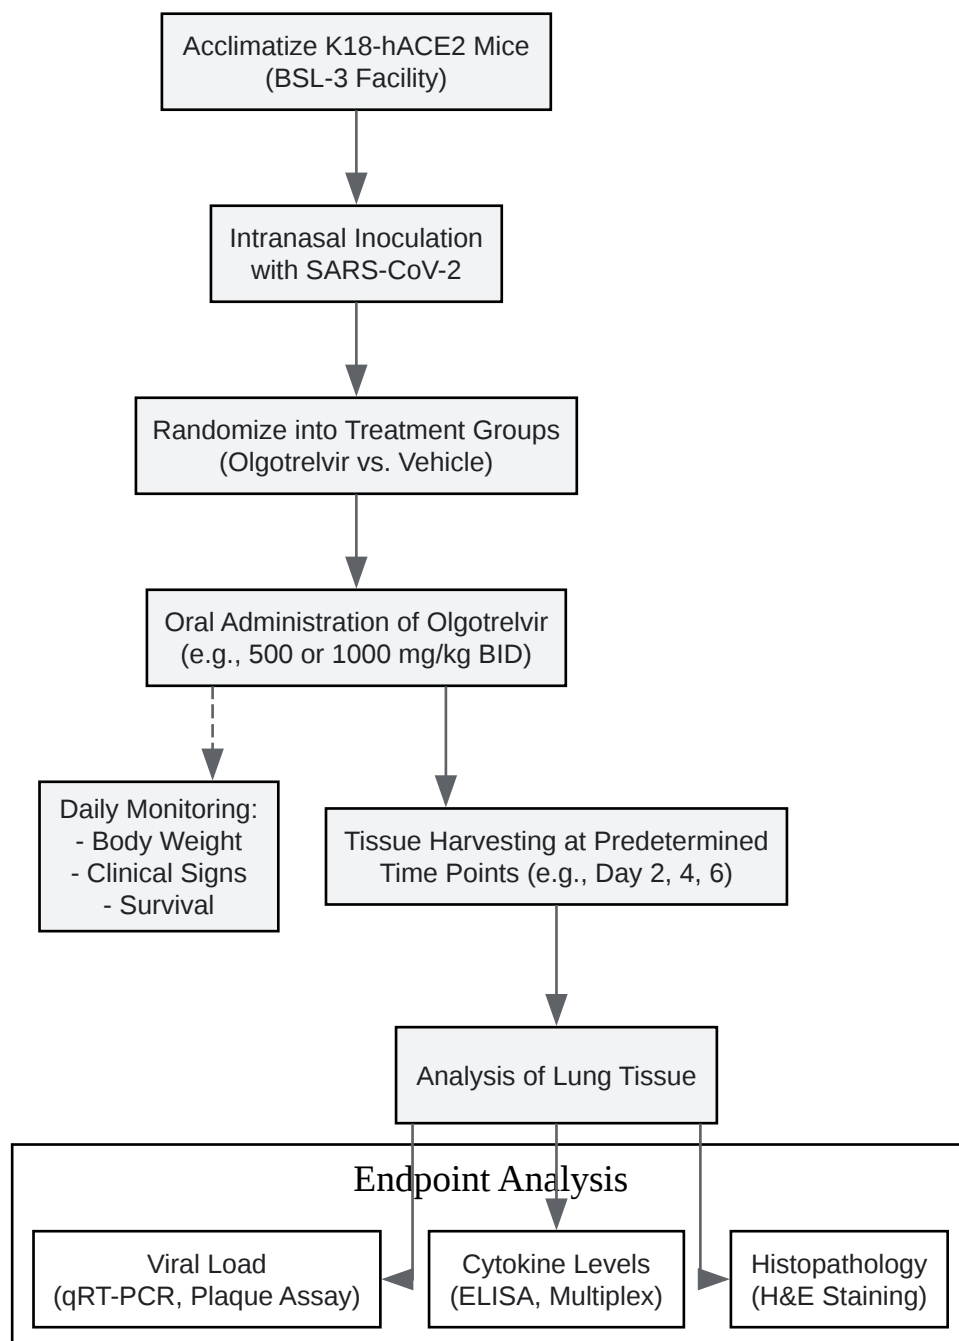 Acclimatize K18-hACE2 Mice
(BSL-3 Facility)
Intranasal Inoculation
with SARS-CoV-2
Randomize into Treatment Groups
(Olgotrelvir vs. Vehicle)
Oral Administration of Olgotrelvir
(e.g., 500 or 1000 mg/kg BID)
Daily Monitoring:
- Body Weight
- Clinical Signs
- Survival
Tissue Harvesting at Predetermined
Time Points (e.g., Day 2, 4, 6)
Analysis of Lung Tissue
Endpoint Analysis
Viral Load
(qRT-PCR, Plaque Assay)
Cytokine Levels
(ELISA, Multiplex)
Histopathology
(H&E Staining)